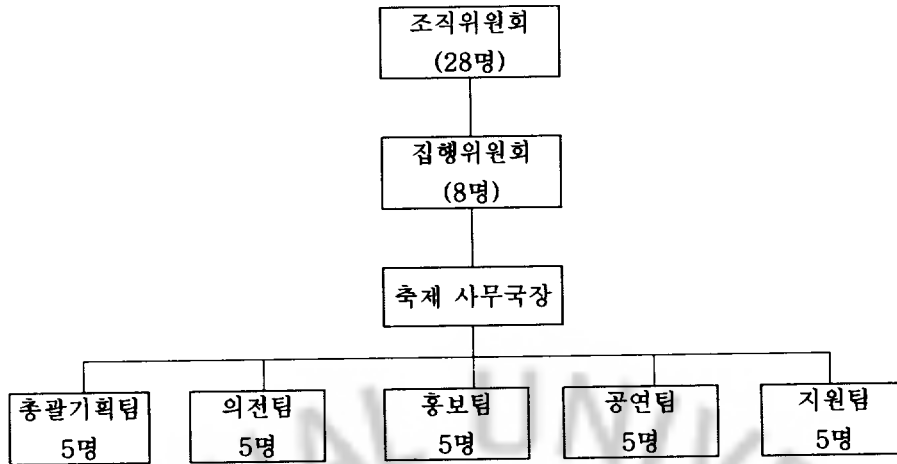 조직위원회
(28명)
집행위원회
(8명)
축제 사무국장
총괄기획팀
5명
의전팀
5명
홍보팀
5명
공연팀
5명
지원팀
5명